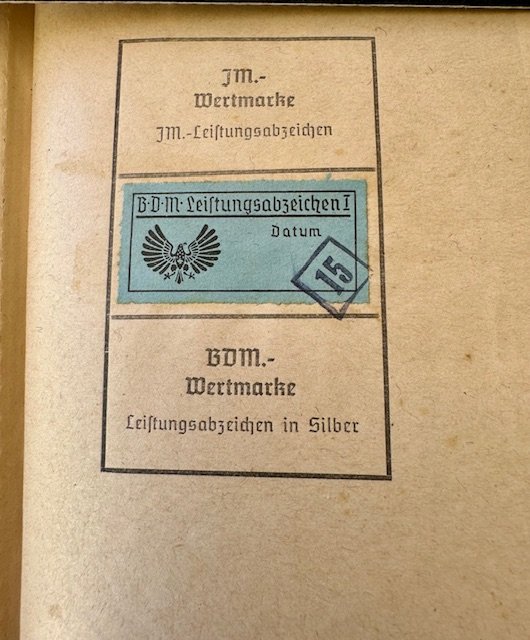 JM.-
Wertmarke
JM.-Leiſtungsabzeichen
B·D·M· Leiſtungsabzeichen I
Datum
15
BDM.-
Wertmarke
Leiſtungsabzeichen in Silber